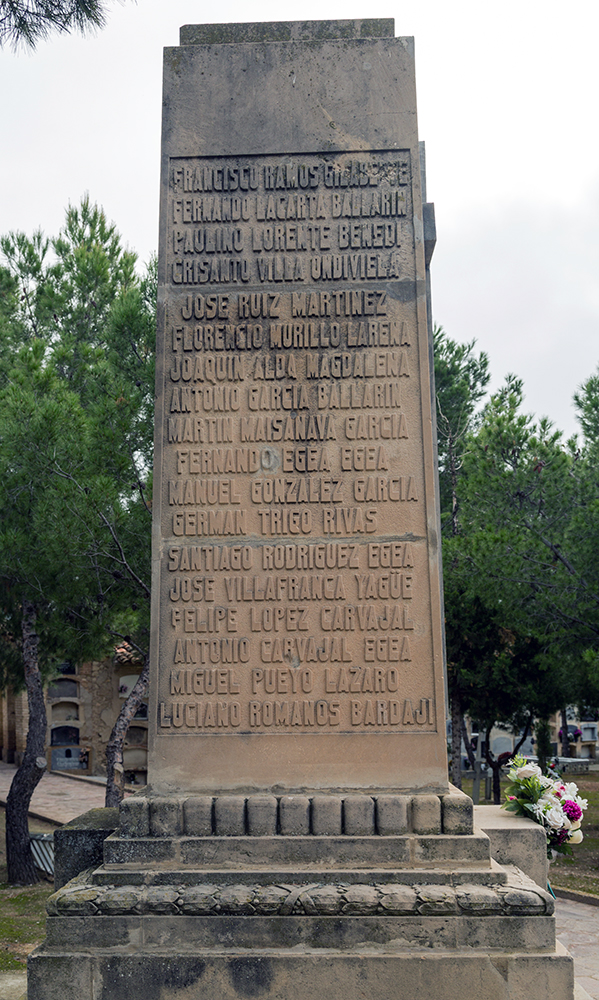 FRANCISCO RAMOS GILABETTE
FERNANDO LACARTA BALLARIN
PAULINO LORENTE BENEDI
CRISANTO VILLA UNDIVIELA
JOSE RUIZ MARTINEZ
FLORENCIO MURILLO LARENA
JOAQUIN ALDA MAGDALENA
ANTONIO GARCIA BALLARIN
MARTIN MAISANAVA GARCIA
FERNANDO EGEA EGEA
MANUEL GONZALEZ GARCIA
GERMAN TRIGO RIVAS
SANTIAGO RODRIGUEZ EGEA
JOSE VILLAFRANCA YAGÜE
FELIPE LOPEZ CARVAJAL
ANTONIO CARVAJAL EGEA
MIGUEL PUEYO LAZARO
LUCIANO ROMANOS BARDAJI